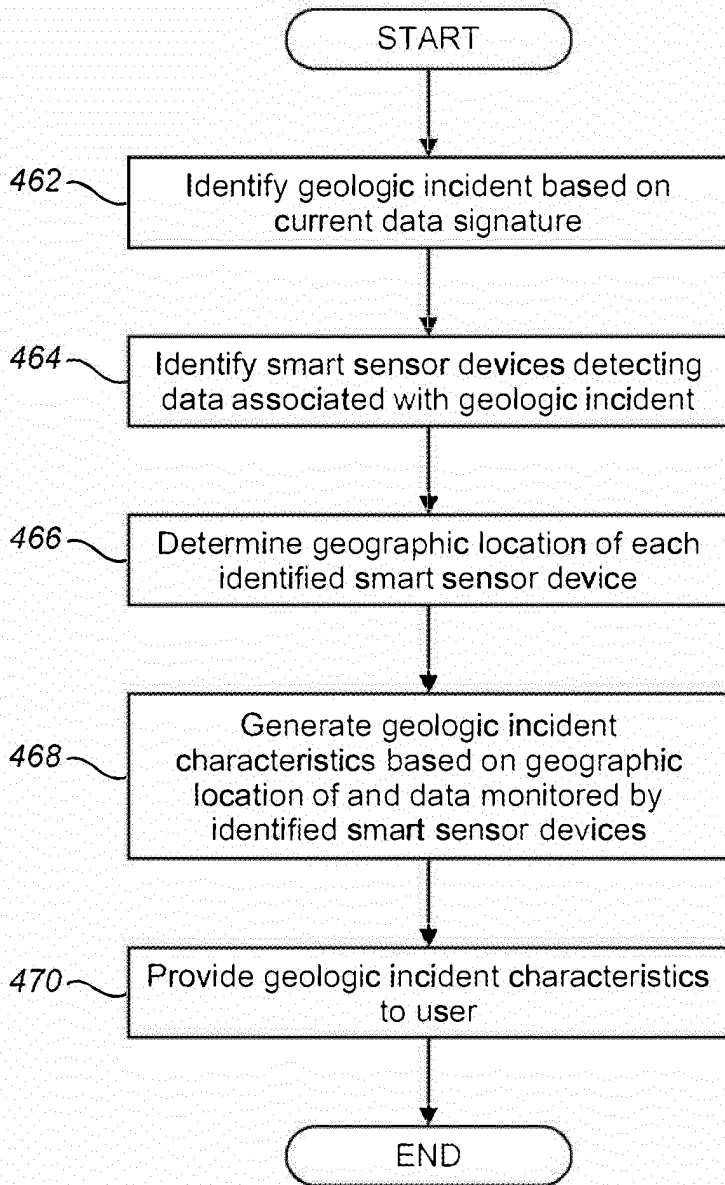 START
462
Identify geologic incident based on
current data signature
464
Identify smart sensor devices detecting
data associated with geologic incident
466
Determine geographic location of each
identified smart sensor device
468
Generate geologic incident
characteristics based on geographic
location of and data monitored by
identified smart sensor devices
470
Provide geologic incident characteristics
to user
END